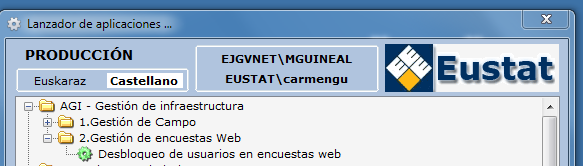 Lanzador de aplicaciones ...
PRODUCCIÓN
Euskaraz Castellano
EJGVNET\MGUINEAL
EUSTAT\carmengu
Eustat
AGI - Gestión de infraestructura
1.Gestión de Campo
2.Gestión de encuestas Web
Desbloqueo de usuarios en encuestas web